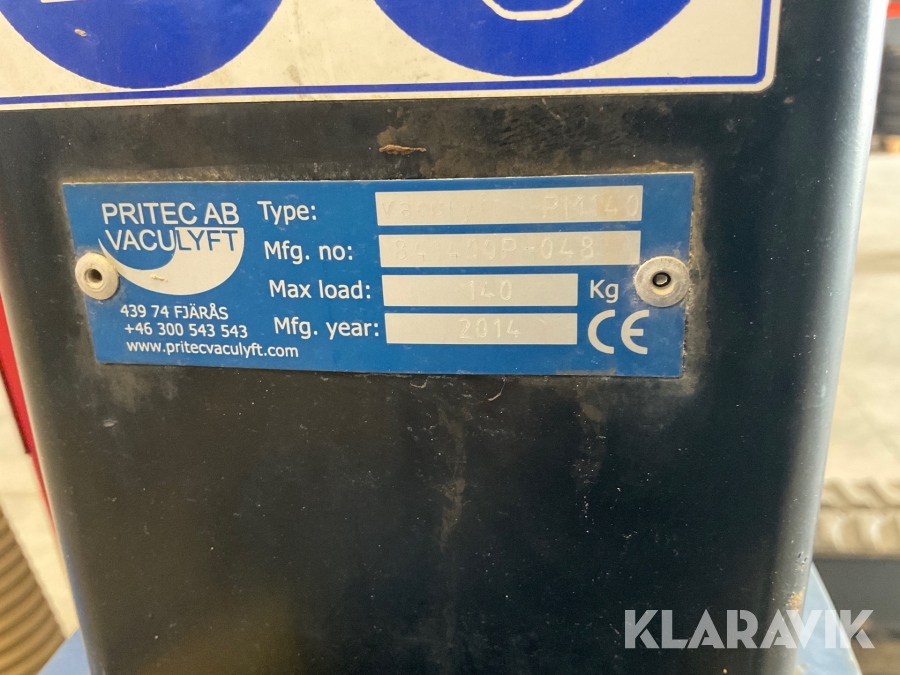 PRITEC AB
VACULYFT
439 74 FJÄRÅS
+46 300 543 543
www.pritecvaculyft.com
Type: PM140
Mfg. no:
Max load: 140 Kg
Mfg. year: 2014
CE
KLARAVIK